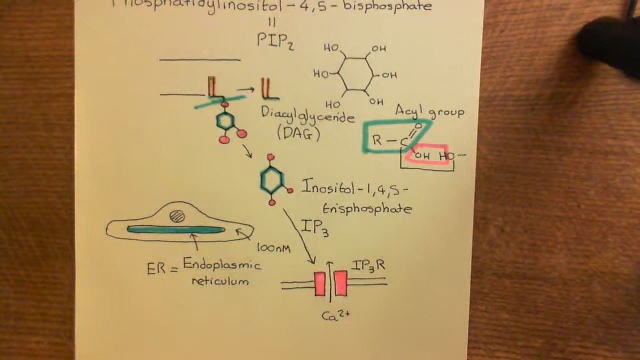 Phosphatidylinositol-4,5-bisphosphate
=
PIP2
HO OH
HO OH
HO OH
Diacylglyceride
(DAG)
Acyl group
R - C = O
OH HO -
Inositol-1,4,5-
trisphosphate
IP3
100nM
ER = Endoplasmic
reticulum
IP3R
Ca2+